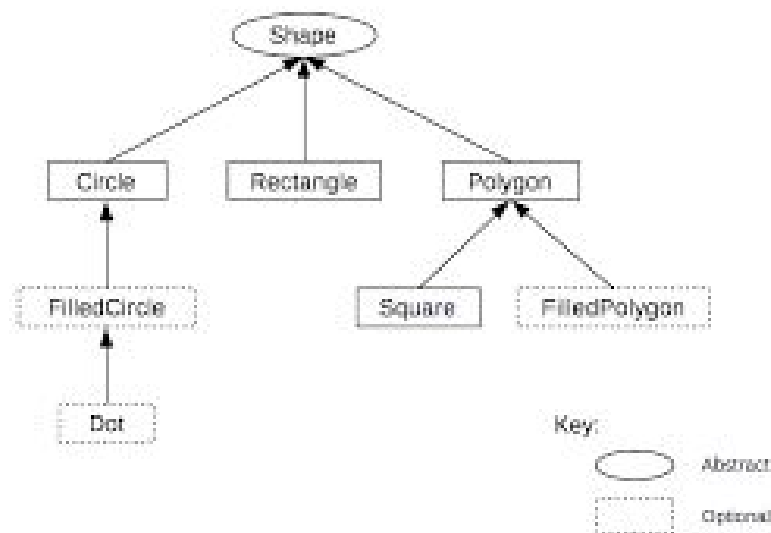 Shape
Circle
Rectangle
Polygon
FilledCircle
Square
FilledPolygon
Dot
Key:
Abstract
Optional